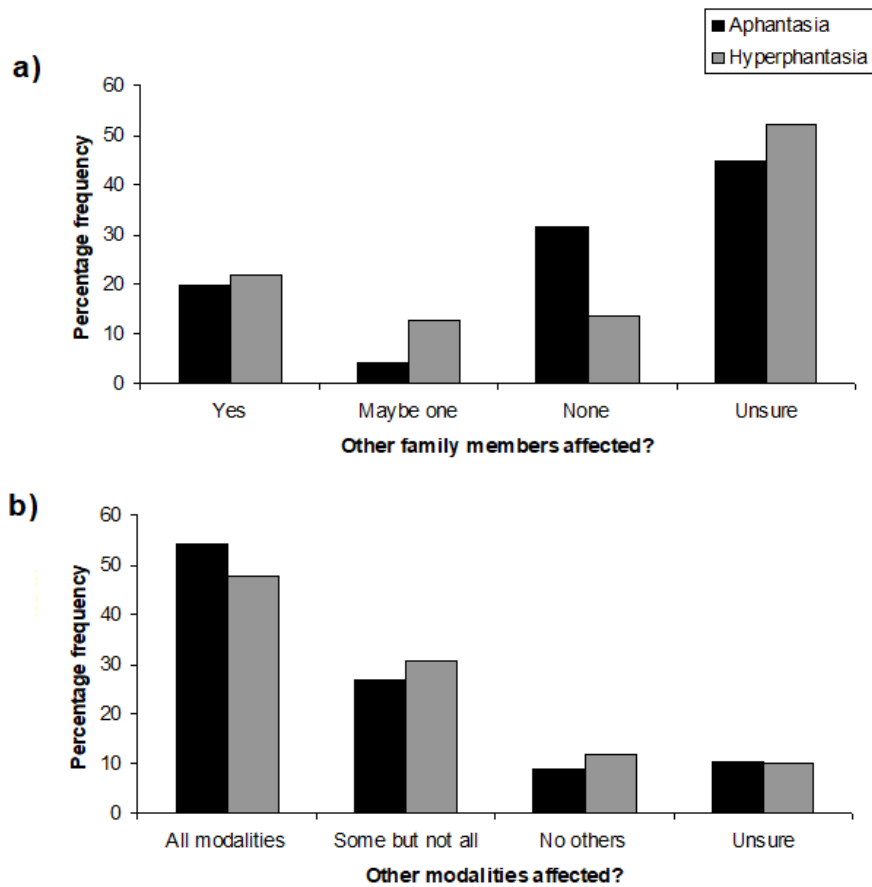 Aphantasia
Hyperphantasia
a)
60
50
40
30
20
10
0
Percentage frequency
Yes Maybe one None Unsure
Other family members affected?
b)
60
50
40
30
20
10
0
Percentage frequency
All modalities Some but not all No others Unsure
Other modalities affected?